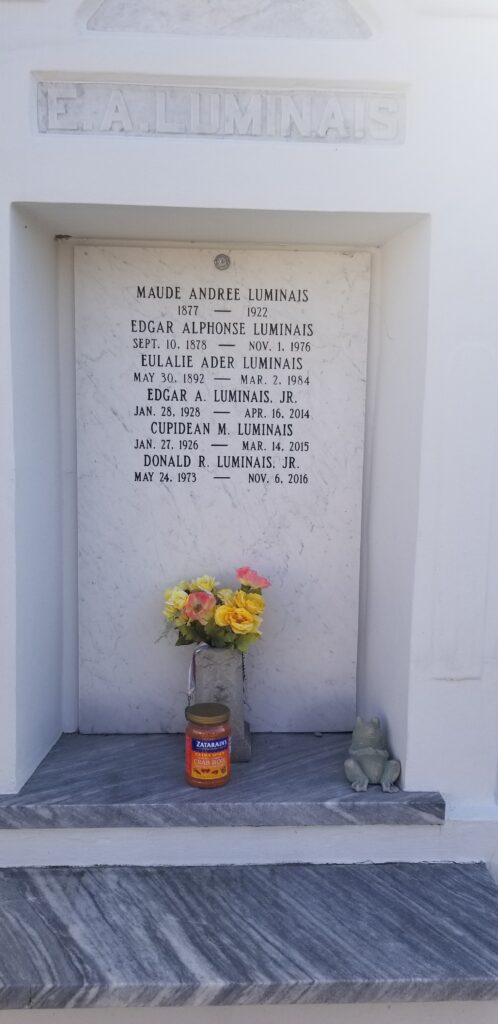 E. A. LUMINAIS
MAUDE ANDREE LUMINAIS
1877 — 1922
EDGAR ALPHONSE LUMINAIS
SEPT. 10, 1878 — NOV. 1, 1976
EULALIE ADER LUMINAIS
MAY 30, 1892 — MAR. 2, 1984
EDGAR A. LUMINAIS, JR.
JAN. 28, 1928 — APR. 16, 2014
CUPIDEAN M. LUMINAIS
JAN. 27, 1926 — MAR. 14, 2015
DONALD R. LUMINAIS, JR.
MAY 24, 1973 — NOV. 6, 2016
ZATARAIN'S
CRAB BOIL